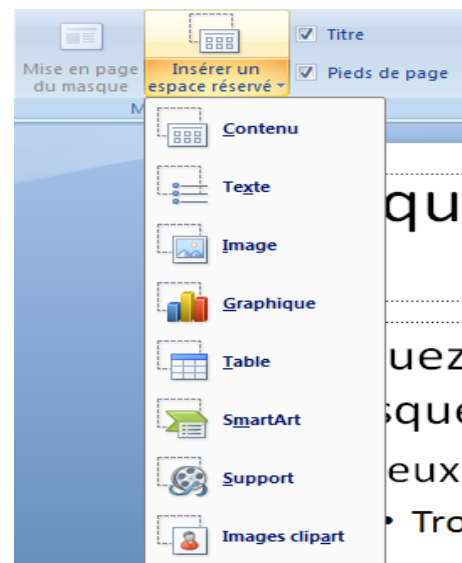 Mise en page
du masque
Insérer un
espace réservé
Titre
Pieds de page
M
Contenu
Texte
Image
Graphique
Table
SmartArt
Support
Images clipart
qu
uez
sque
eux
• Tro